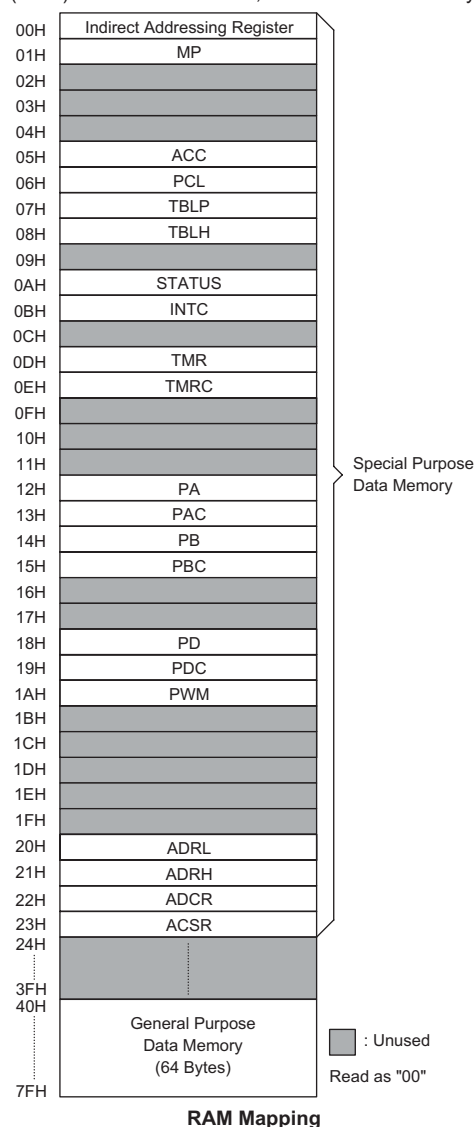 00H Indirect Addressing Register
01H MP
02H
03H
04H
05H ACC
06H PCL
07H TBLP
08H TBLH
09H
0AH STATUS
0BH INTC
0CH
0DH TMR
0EH TMRC
0FH
10H
11H
Special Purpose
Data Memory
12H PA
13H PAC
14H PB
15H PBC
16H
17H
18H PD
19H PDC
1AH PWM
1BH
1CH
1DH
1EH
1FH
20H ADRL
21H ADRH
22H ADCR
23H ACSR
24H
3FH
40H
General Purpose
Data Memory
(64 Bytes)
7FH
: Unused
Read as "00"
RAM Mapping